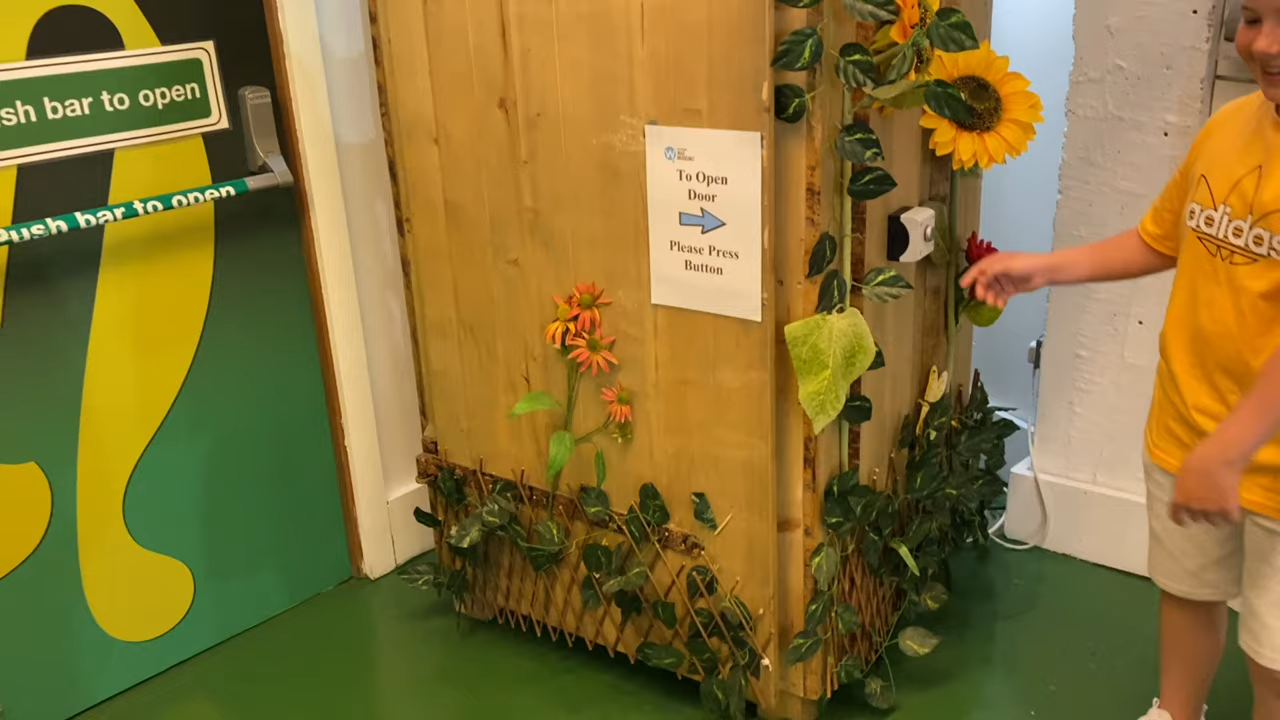 sh bar to open
Push bar to open
To Open
Door
Please Press
Button
adidas